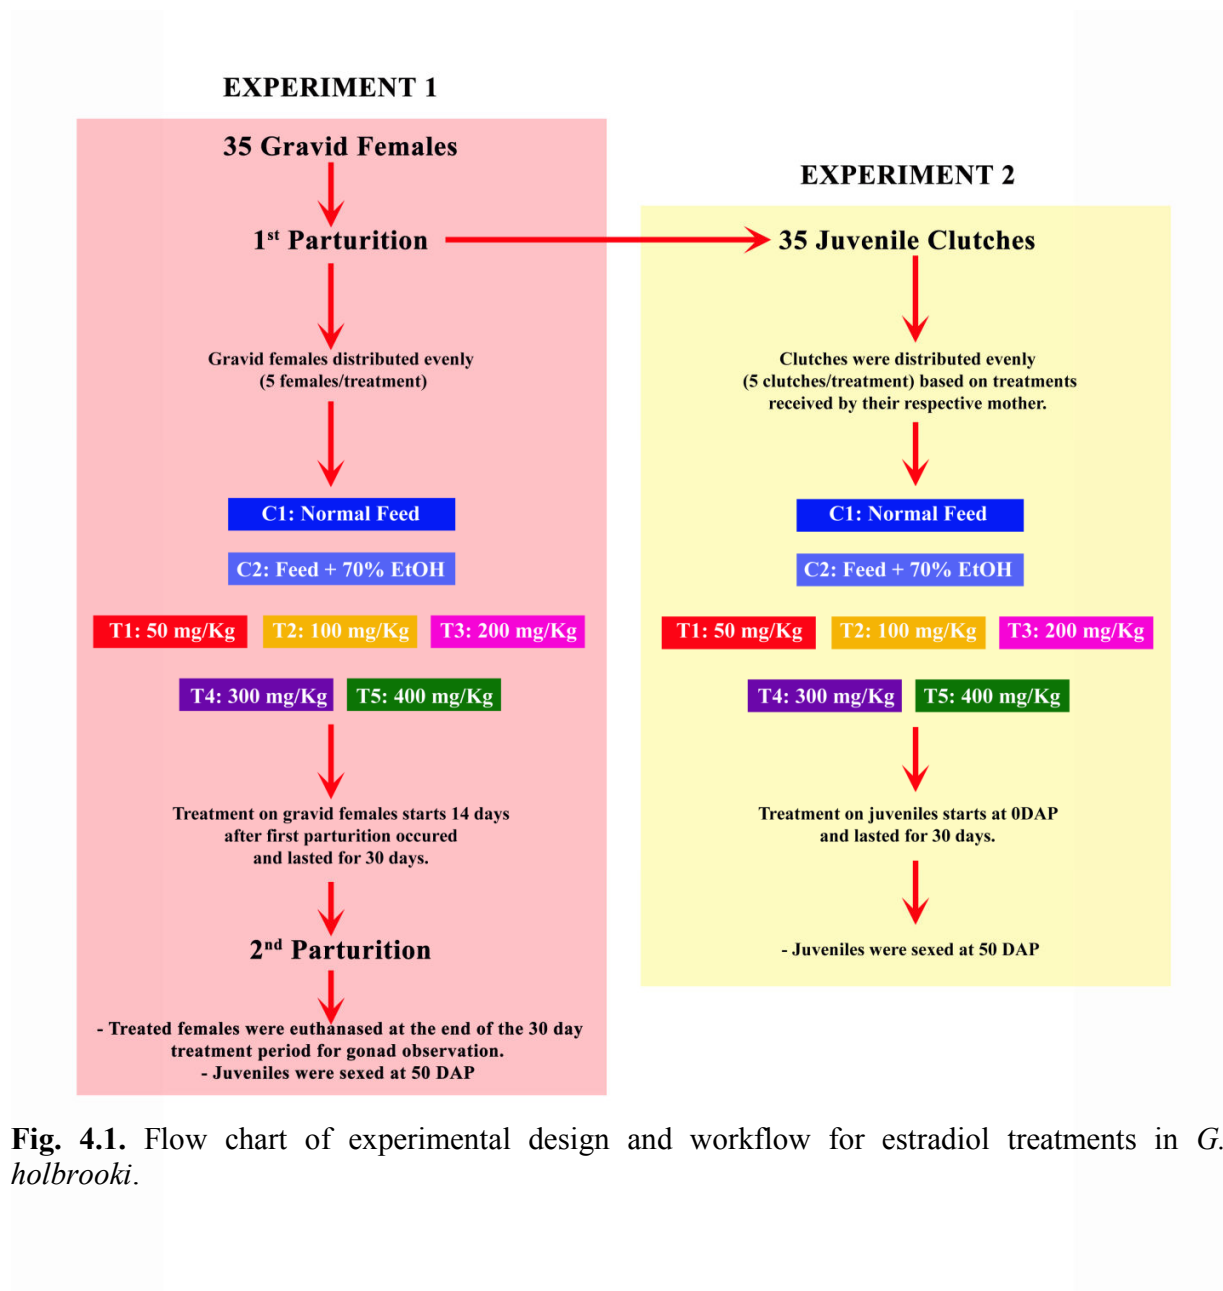 EXPERIMENT 1
35 Gravid Females
1st Parturition
Gravid females distributed evenly
(5 females/treatment)
C1: Normal Feed
C2: Feed + 70% EtOH
T1: 50 mg/Kg
T2: 100 mg/Kg
T3: 200 mg/Kg
T4: 300 mg/Kg
T5: 400 mg/Kg
Treatment on gravid females starts 14 days
after first parturition occured
and lasted for 30 days.
2nd Parturition
- Treated females were euthanased at the end of the 30 day
treatment period for gonad observation.
- Juveniles were sexed at 50 DAP
EXPERIMENT 2
35 Juvenile Clutches
Clutches were distributed evenly
(5 clutches/treatment) based on treatments
received by their respective mother.
C1: Normal Feed
C2: Feed + 70% EtOH
T1: 50 mg/Kg
T2: 100 mg/Kg
T3: 200 mg/Kg
T4: 300 mg/Kg
T5: 400 mg/Kg
Treatment on juveniles starts at 0DAP
and lasted for 30 days.
- Juveniles were sexed at 50 DAP
Fig. 4.1. Flow chart of experimental design and workflow for estradiol treatments in G.
holbrooki.